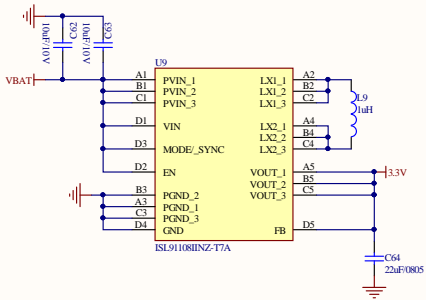 C62
10uF/10V
C63
10uF/10V
VBAT
U9
A1 PVIN_1 LX1_1 A2
B1 PVIN_2 LX1_2 B2
C1 PVIN_3 LX1_3 C2
L9
1uH
D1 VIN LX2_1 A4
LX2_2 B4
D3 MODE/_SYNC LX2_3 C4
D2 EN VOUT_1 A5 3.3V
VOUT_2 B5
B3 PGND_2 VOUT_3 C5
A3 PGND_1
C3 PGND_3
D4 GND FB D5
ISL91108IINZ-T7A
C64
22uF/0805